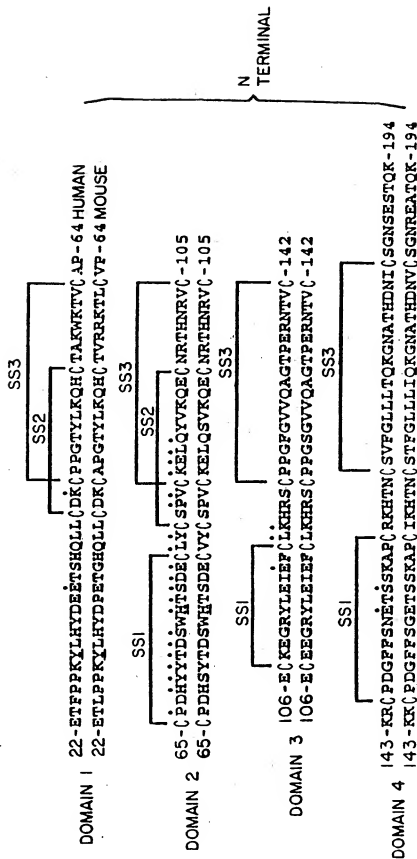 SS3
SS2
DOMAIN 1
22-ETFPPKYLHYDEETSHQLLCDKCPPGTYLKQHCTAKWKTVCAP-64 HUMAN
22-ETLPPKYLHYDPETGHQLLCDKCAPGTYLKQHCTVRRKTLCVP-64 MOUSE
SS1
SS3
SS2
DOMAIN 2
65-CPDHYYTDSWHTSDECLYCSPVCKELQYVKQECNRTHNRVC-105
65-CPDHSYTDSWHTSDECVYCSPVCKELQSVKQECNRTHNRVC-105
SS1
SS3
DOMAIN 3
106-ECKEGRYLEIEFCLKHRSCPPGFGVVQAGTPERNTVC-142
106-ECEEGRYLEIEFCLKHRSCPPGSGVVQAGTPERNTVC-142
SS1
SS3
DOMAIN 4
143-KRCPDGFFSNETSSKAPCRKHTNCSVFGLLLTQKGNATHDNICSGNSESTQK-194
143-KKCPDGFFSGETSSKAPCIKHTNCSTFGLLLIQKGNATHDNVCSGNREATQK-194
N
TERMINAL